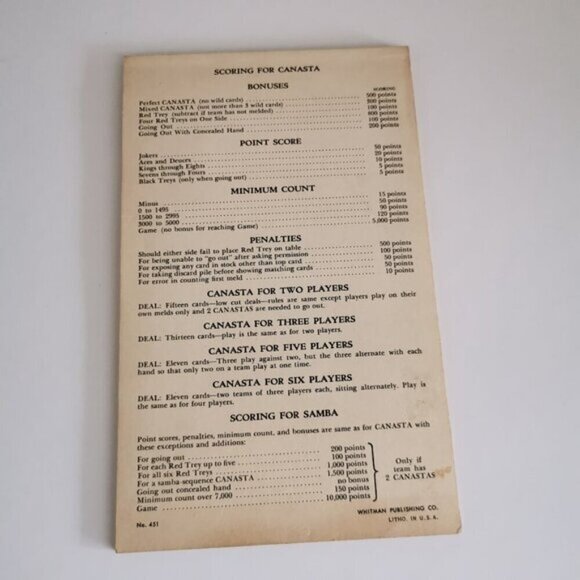 SCORING FOR CANASTA
BONUSES
SCORING
Perfect CANASTA (no wild cards) 500 points
Mixed CANASTA (not more than 3 wild cards) 300 points
Red Trey (subtract if team has not melded) 100 points
Four Red Treys on One Side 800 points
Going Out 100 points
Going Out With Concealed Hand 200 points
POINT SCORE
Jokers 50 points
Aces and Deuces 20 points
Kings through Eights 10 points
Sevens through Fours 5 points
Black Treys (only when going out) 5 points
MINIMUM COUNT
Minus 15 points
0 to 1495 50 points
1500 to 2995 90 points
3000 to 5000 120 points
Game (no bonus for reaching Game) 5,000 points
PENALTIES
Should either side fail to place Red Trey on table 500 points
For being unable to "go out" after asking permission 100 points
For exposing any card in stock other than top card 50 points
For taking discard pile before showing matching cards 50 points
For error in counting first meld 10 points
CANASTA FOR TWO PLAYERS
DEAL: Fifteen cards—low cut deals—rules are same except players play on their
own melds only and 2 CANASTAS are needed to go out.
CANASTA FOR THREE PLAYERS
DEAL: Thirteen cards—play is the same as for two players.
CANASTA FOR FIVE PLAYERS
DEAL: Eleven cards—Three play against two, but the three alternate with each
hand so that only two on a team play at one time.
CANASTA FOR SIX PLAYERS
DEAL: Eleven cards—two teams of three players each, sitting alternately. Play is
the same as for four players.
SCORING FOR SAMBA
Point scores, penalties, minimum count, and bonuses are same as for CANASTA with
these exceptions and additions:
For going out 200 points
For each Red Trey up to five 100 points
For all six Red Treys 1,000 points
For a samba-sequence CANASTA 1,500 points
Going out concealed hand no bonus
Minimum count over 7,000 150 points
Game 10,000 points
Only if
team has
2 CANASTAS
WHITMAN PUBLISHING CO.
LITHO. IN U.S.A.
No. 451